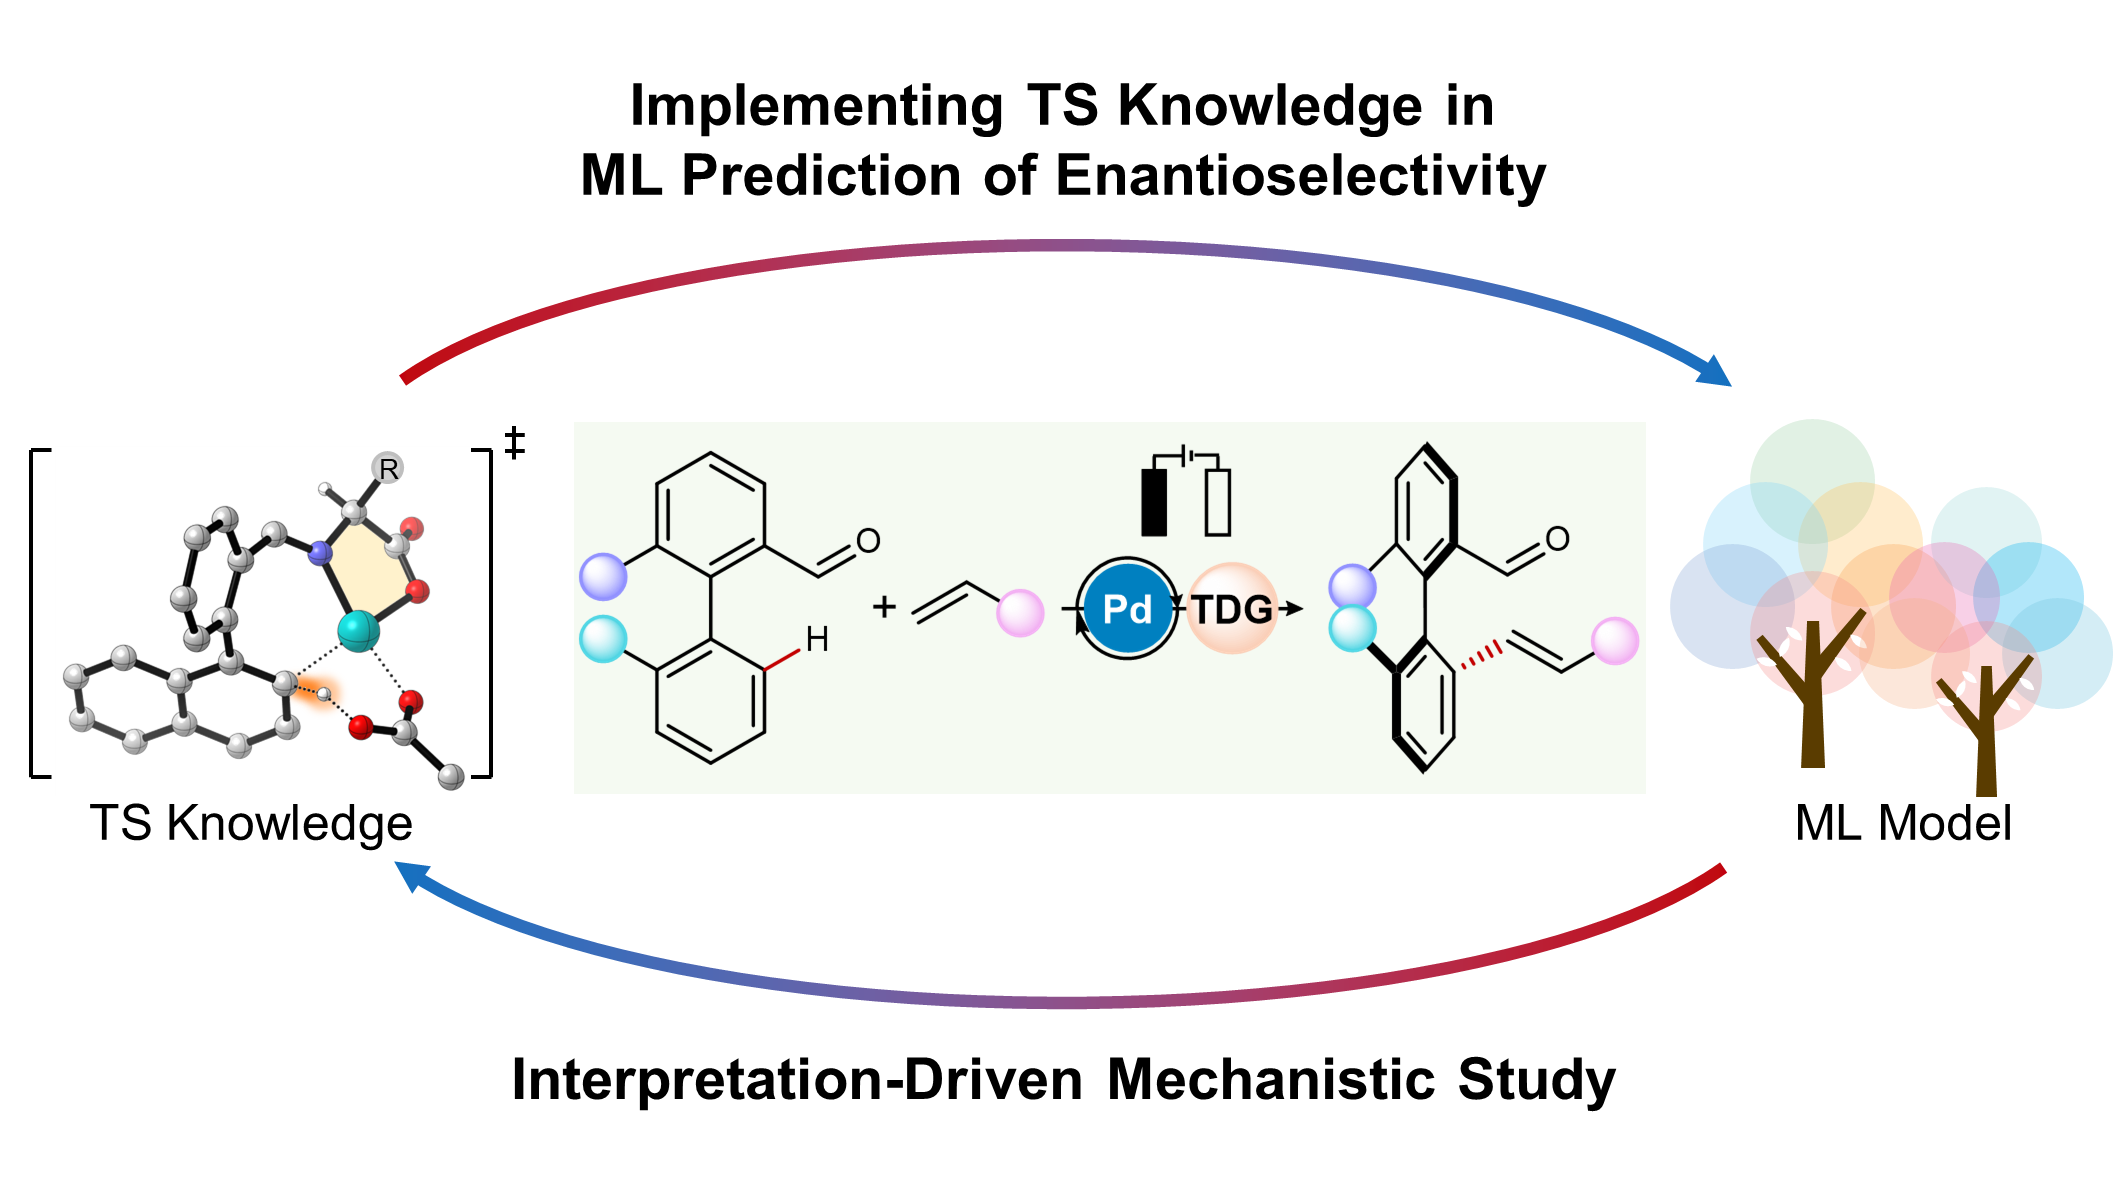 Implementing TS Knowledge in
ML Prediction of Enantioselectivity
‡
R
O
H
+
Pd
TDG
O
TS Knowledge
ML Model
Interpretation-Driven Mechanistic Study